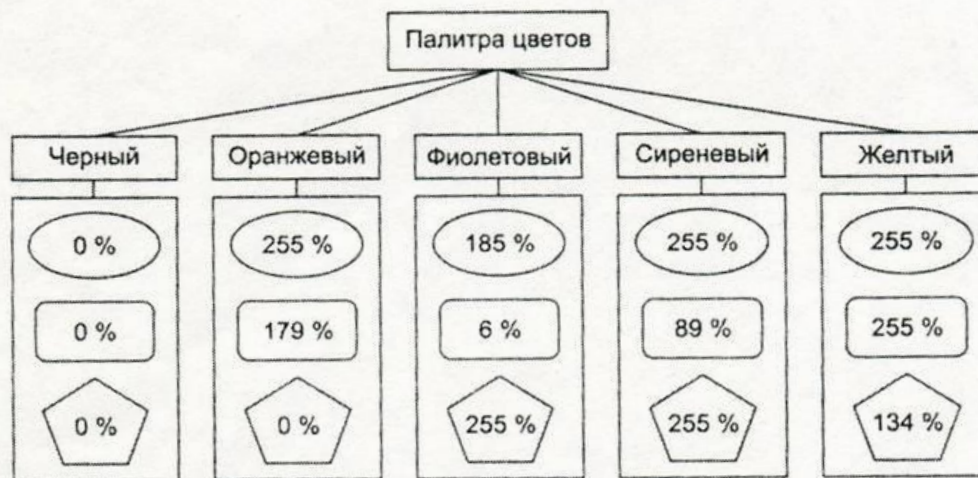 Палитра цветов
Черный Оранжевый Фиолетовый Сиреневый Желтый
0 % 255 % 185 % 255 % 255 %
0 % 179 % 6 % 89 % 255 %
0 % 0 % 255 % 255 % 134 %